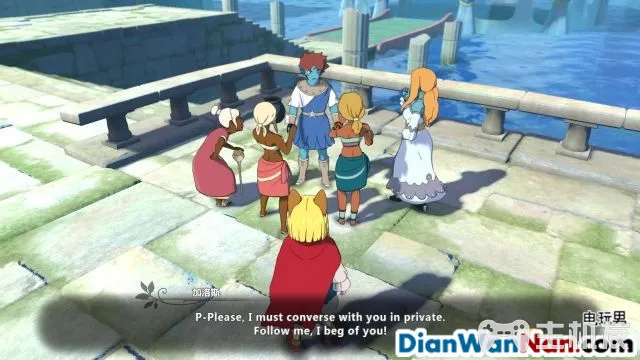 加洛斯
P-Please, I must converse with you in private.
Follow me, I beg of you!
电玩男
DianWanNan.com